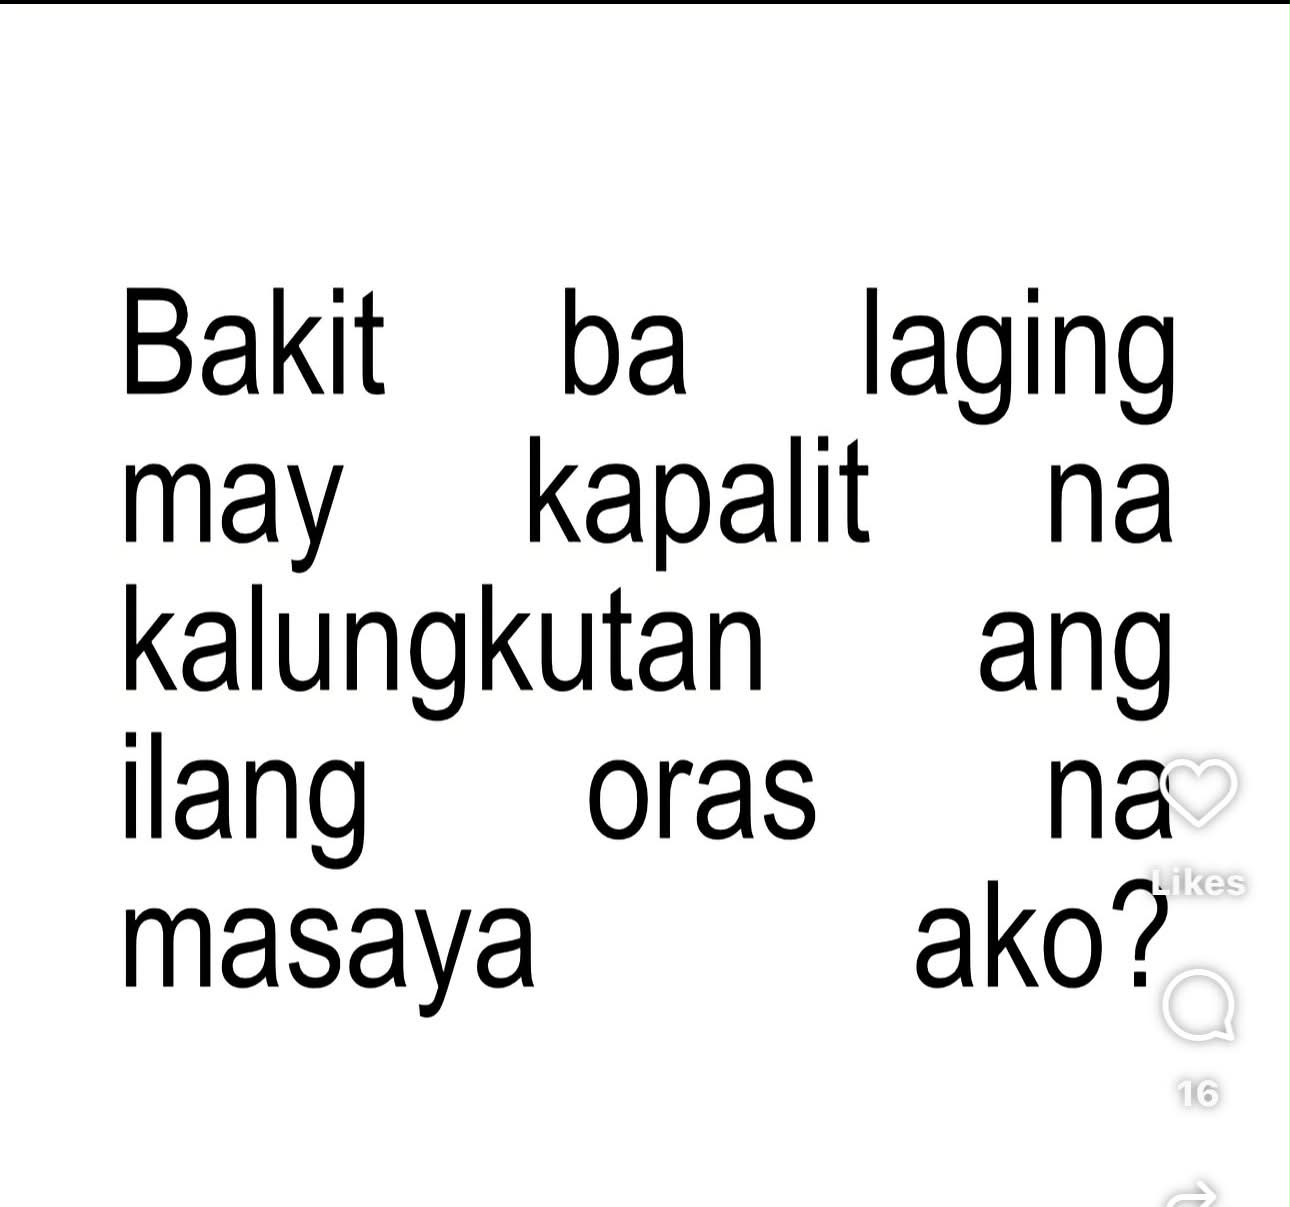 Bakit ba laging
may kapalit na
kalungkutan ang
ilang oras na
masaya ako?
Likes
16